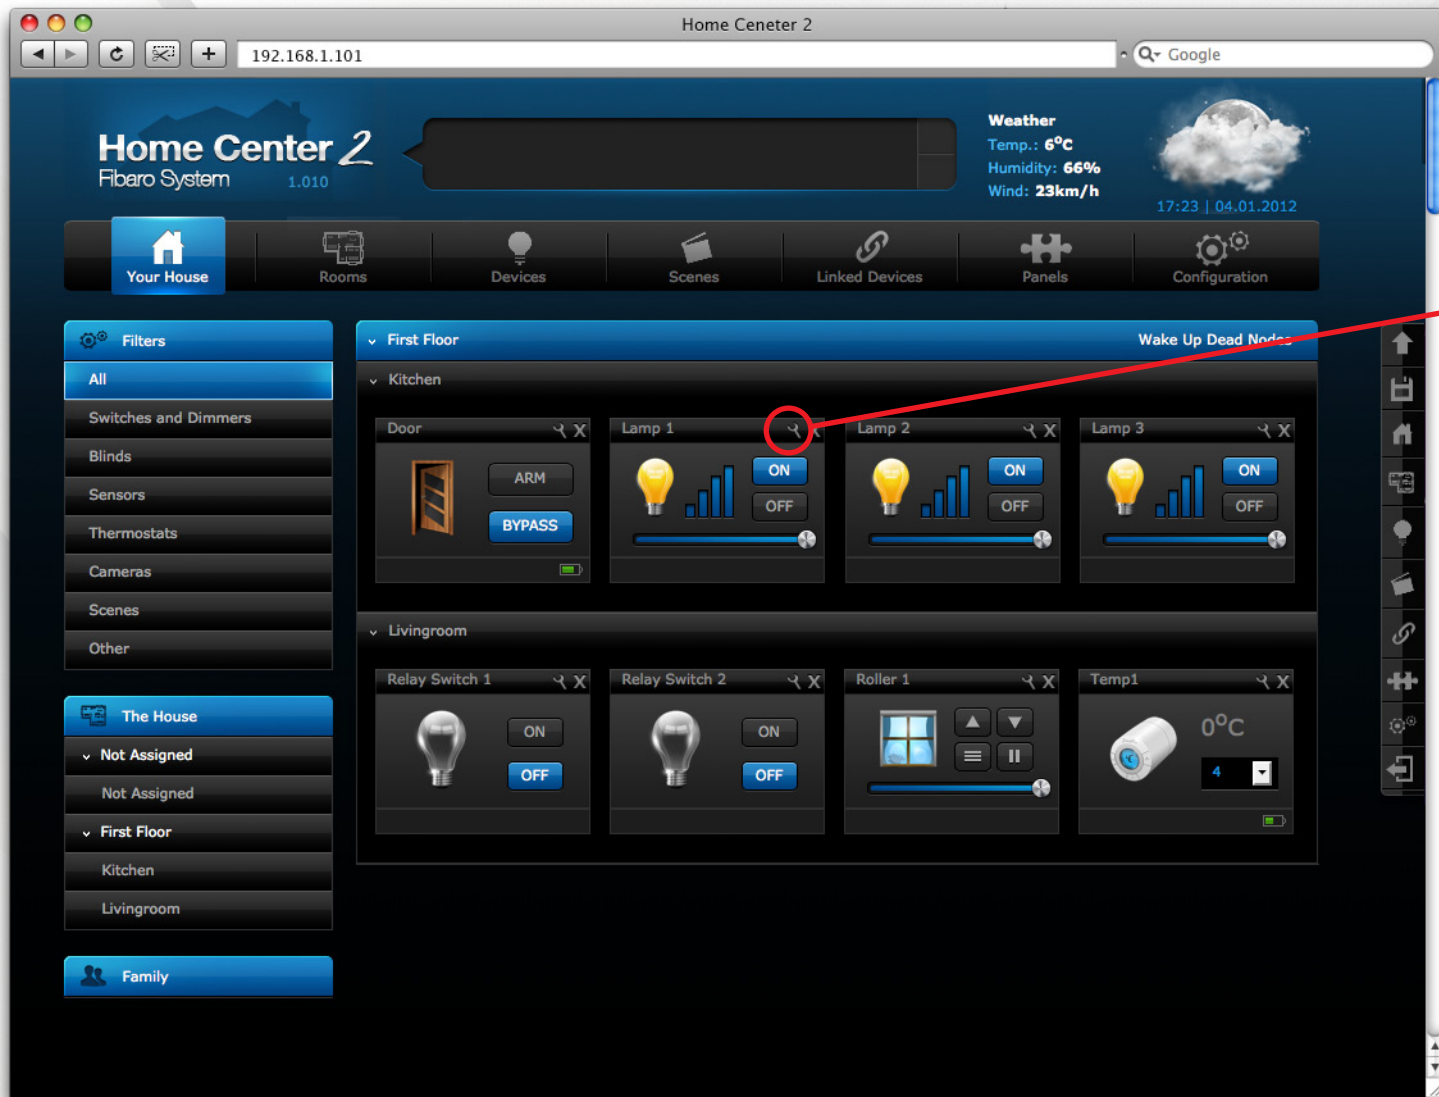 Home Ceneter 2
192.168.1.101
Google
Home Center 2
Fibaro System 1.010
Weather
Temp.: 6°C
Humidity: 66%
Wind: 23km/h
17:23 | 04.01.2012
Your House
Rooms
Devices
Scenes
Linked Devices
Panels
Configuration
Filters
All
Switches and Dimmers
Blinds
Sensors
Thermostats
Cameras
Scenes
Other
The House
Not Assigned
Not Assigned
First Floor
Kitchen
Livingroom
Family
First Floor
Wake Up Dead Nodes
Kitchen
Door X
ARM
BYPASS
Lamp 1 X
ON
OFF
Lamp 2 X
ON
OFF
Lamp 3 X
ON
OFF
Livingroom
Relay Switch 1 X
ON
OFF
Relay Switch 2 X
ON
OFF
Roller 1 X
Temp1 X
0°C
4